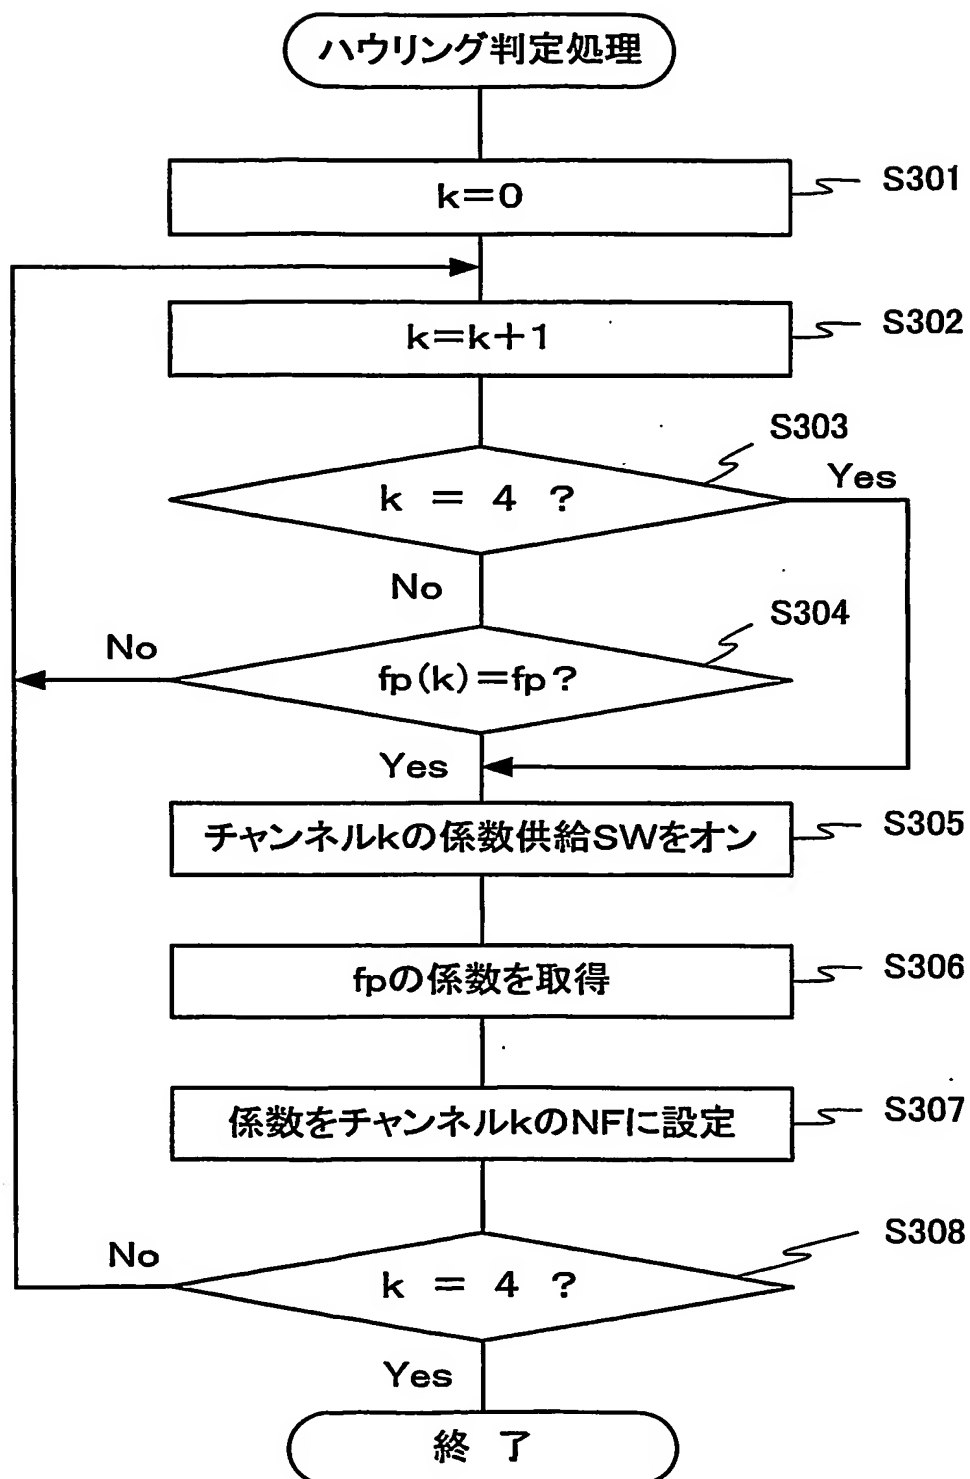 ハウリング判定処理
k=0
S301
k=k+1
S302
S303
k = 4 ?
Yes
No
S304
fp(k)=fp?
No
Yes
チャンネルkの係数供給SWをオン
S305
fpの係数を取得
S306
係数をチャンネルkのNFに設定
S307
S308
k = 4 ?
No
Yes
終 了